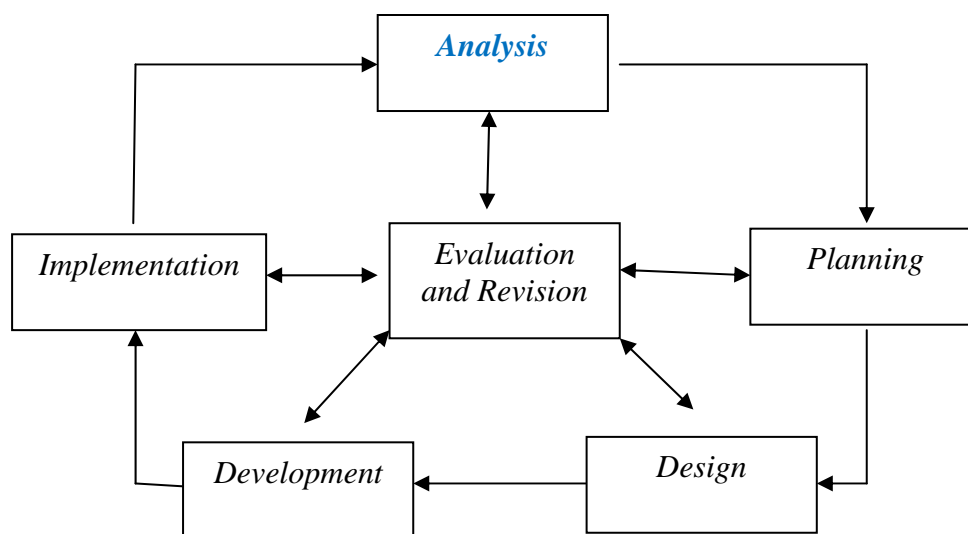 Analysis
Implementation
Evaluation
and Revision
Planning
Development
Design